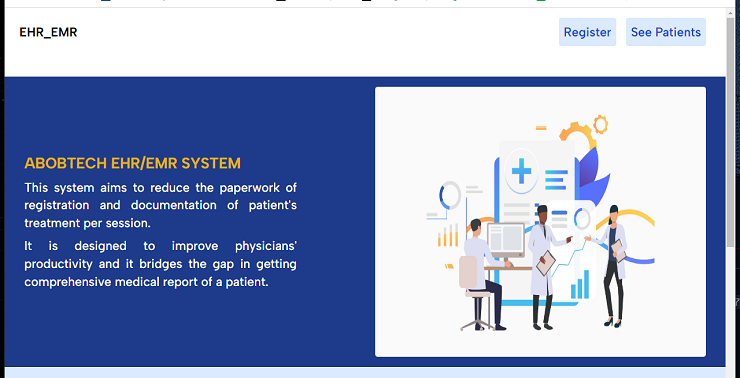 EHR_EMR
Register
See Patients
ABOBTECH EHR/EMR SYSTEM
This system aims to reduce the paperwork of
registration and documentation of patient's
treatment per session.
It is designed to improve physicians'
productivity and it bridges the gap in getting
comprehensive medical report of a patient.